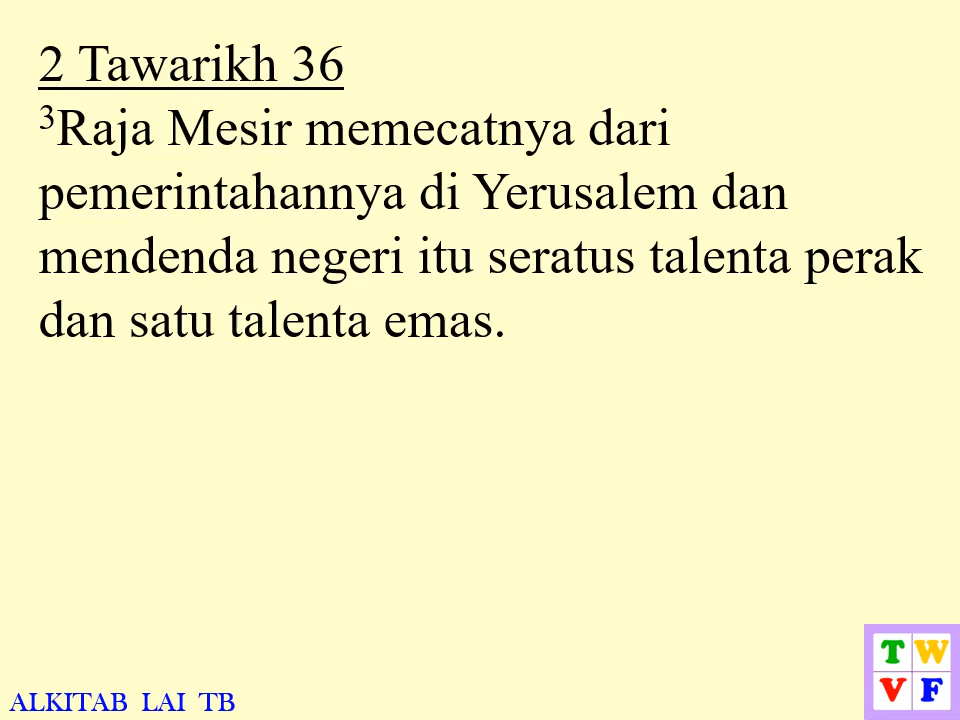 2 Tawarikh 36
3Raja Mesir memecatnya dari
pemerintahannya di Yerusalem dan
mendenda negeri itu seratus talenta perak
dan satu talenta emas.
ALKITAB LAI TB
T W
V F